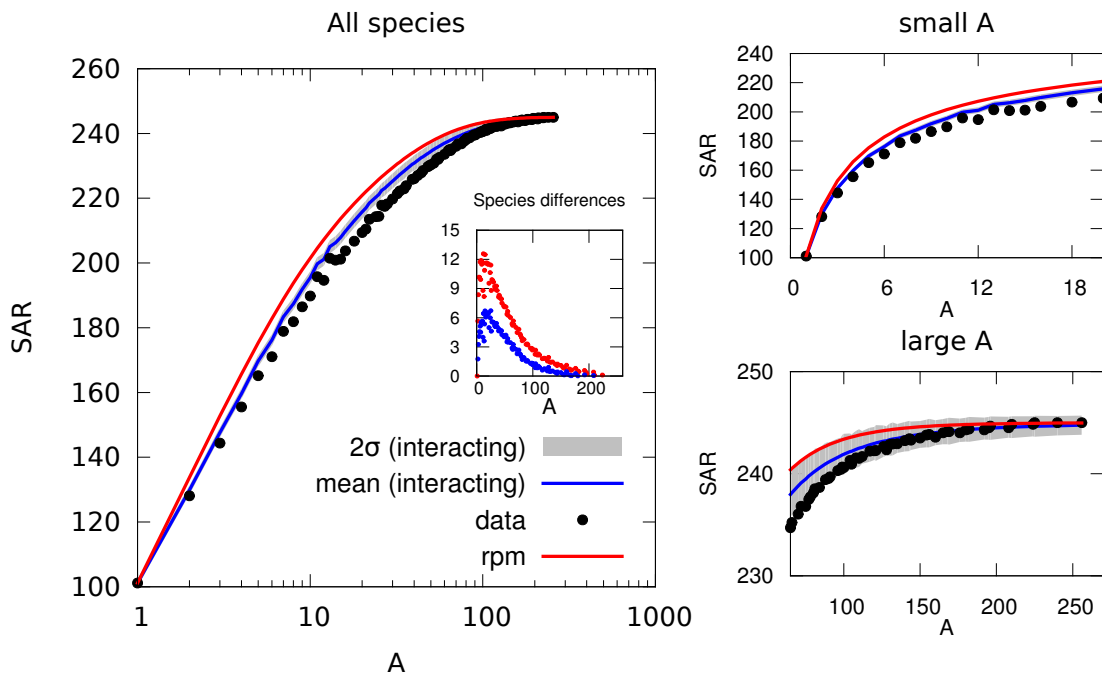 All species
SAR
260
240
220
200
180
160
140
120
100
1 10 100 1000
A
Species differences
15
12
9
6
3
0
0 100 200
A
2σ (interacting)
mean (interacting)
data
rpm
small A
SAR
240
220
200
180
160
140
120
100
0 6 12 18
A
large A
SAR
250
240
230
100 150 200 250
A